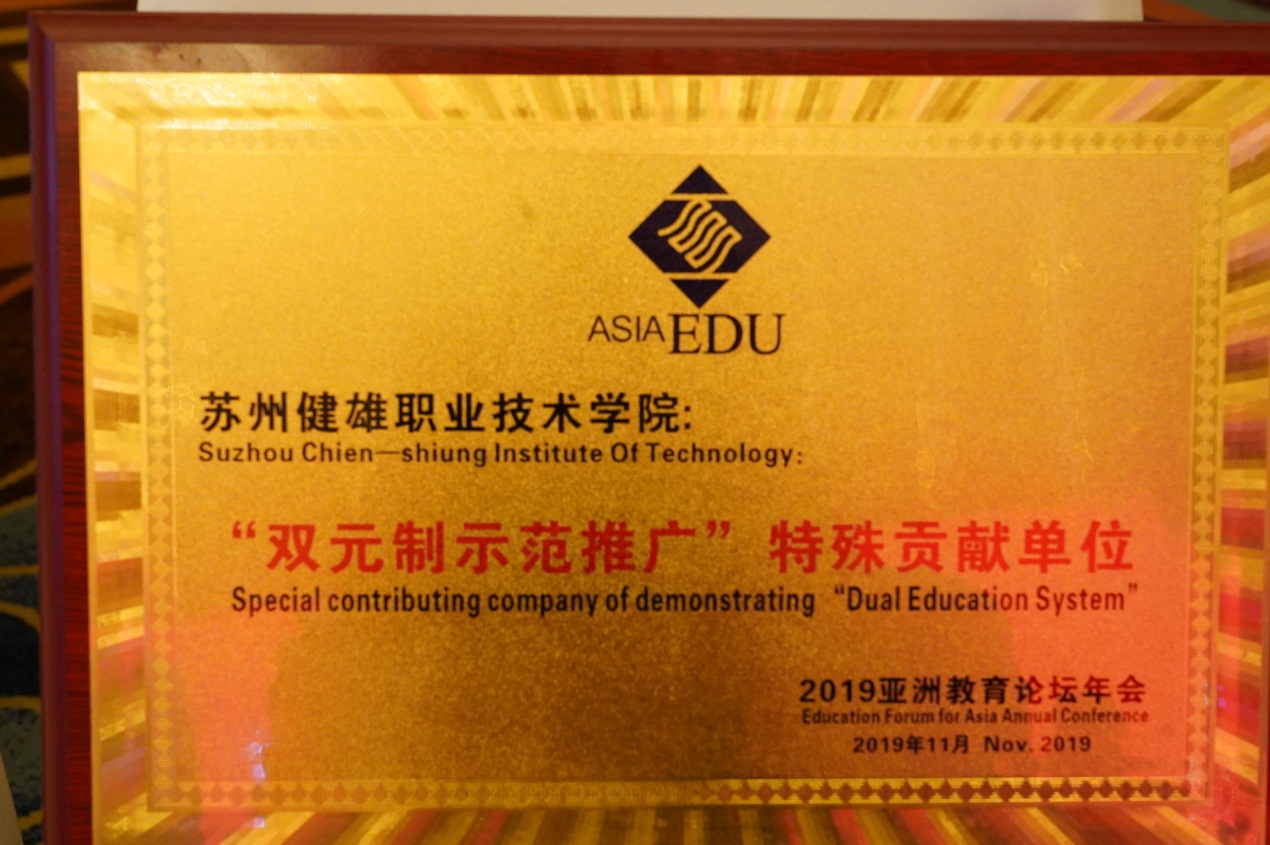 ASIAEDU
苏州健雄职业技术学院:
Suzhou Chien—shiung Institute Of Technology:
“双元制示范推广”特殊贡献单位
Special contributing company of demonstrating “Dual Education System”
2019亚洲教育论坛年会
Education Forum for Asia Annual Conference
2019年11月 Nov. 2019